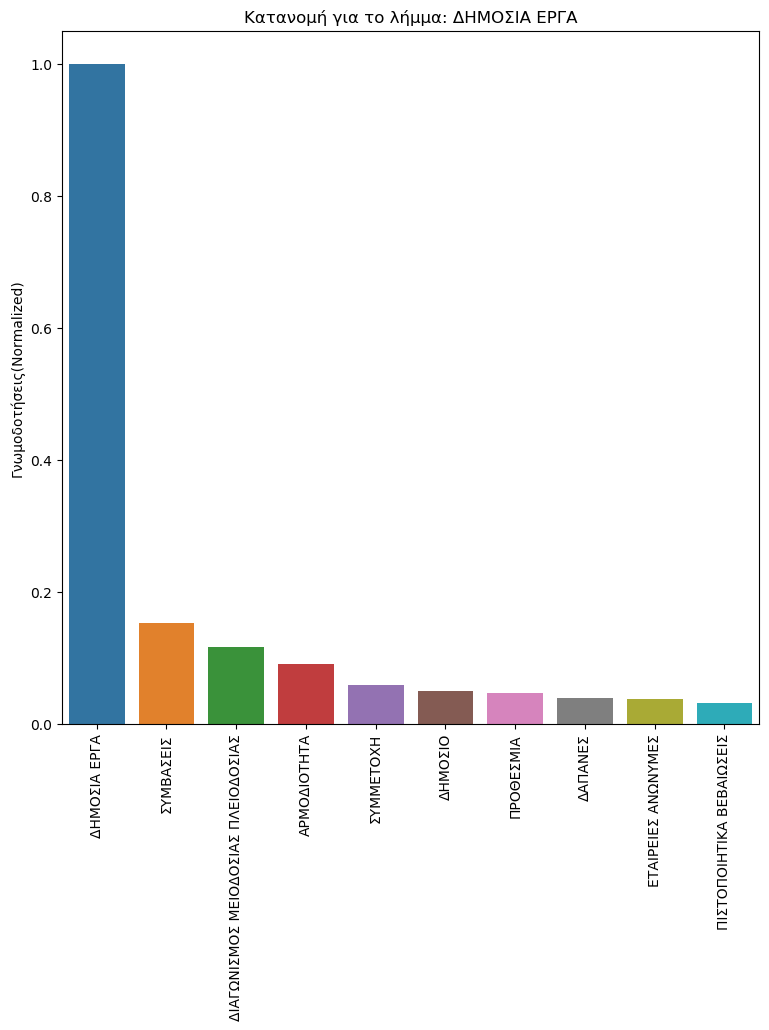 Κατανομή για το λήμμα: ΔΗΜΟΣΙΑ ΕΡΓΑ
Γνωμοδοτήσεις(Normalized)
1.0
0.8
0.6
0.4
0.2
0.0
ΔΗΜΟΣΙΑ ΕΡΓΑ
ΣΥΜΒΑΣΕΙΣ
ΔΙΑΓΩΝΙΣΜΟΣ ΜΕΙΟΔΟΣΙΑΣ ΠΛΕΙΟΔΟΣΙΑΣ
ΑΡΜΟΔΙΟΤΗΤΑ
ΣΥΜΜΕΤΟΧΗ
ΔΗΜΟΣΙΟ
ΠΡΟΘΕΣΜΙΑ
ΔΑΠΑΝΕΣ
ΕΤΑΙΡΕΙΕΣ ΑΝΩΝΥΜΕΣ
ΠΙΣΤΟΠΟΙΗΤΙΚΑ ΒΕΒΑΙΩΣΕΙΣ